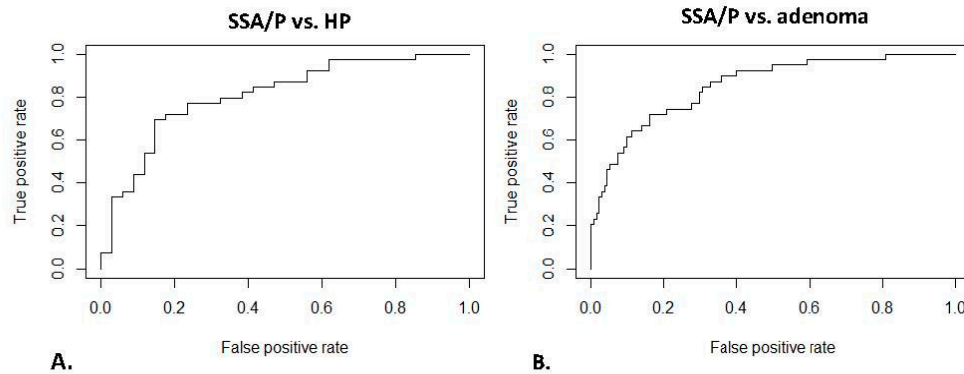 SSA/P vs. HP
True positive rate
1.0
0.8
0.6
0.4
0.2
0.0
0.0 0.2 0.4 0.6 0.8 1.0
False positive rate
A.
SSA/P vs. adenoma
True positive rate
1.0
0.8
0.6
0.4
0.2
0.0
0.0 0.2 0.4 0.6 0.8 1.0
False positive rate
B.